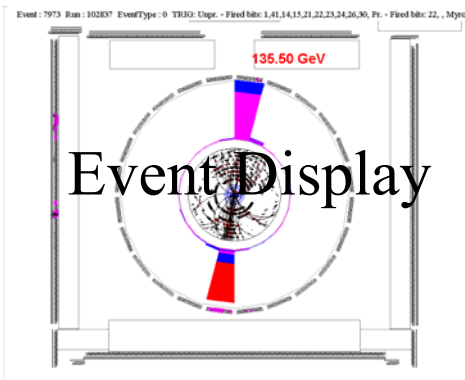 Event : 7973 Run : 102837 EventType : 0 TRIG: Unpr. - Fired bits: 1,41,14,15,21,22,23,24,26,30, Pr. - Fired bits: 22, , Myro
135.50 GeV
Event Display